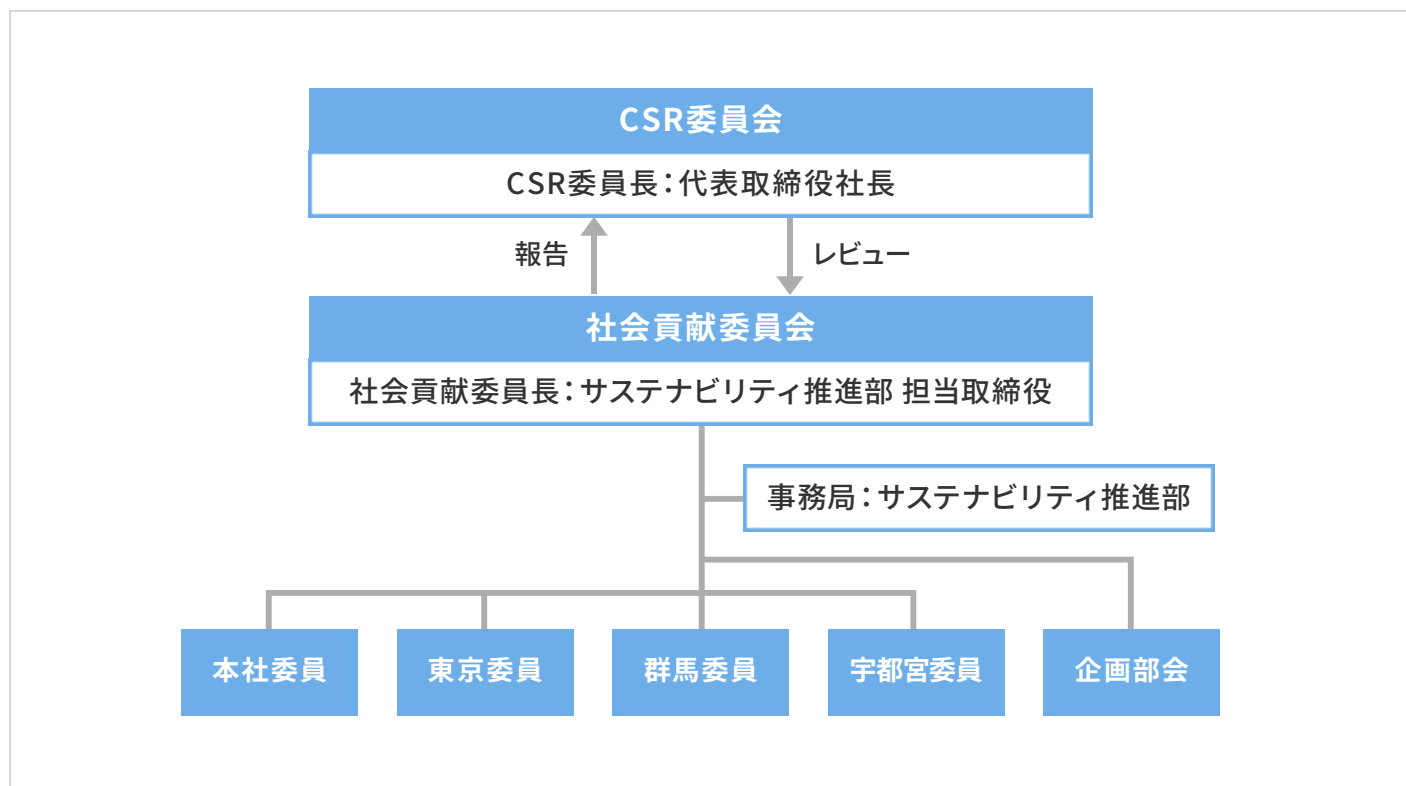 CSR委員会
CSR委員長：代表取締役社長
報告
レビュー
社会貢献委員会
社会貢献委員長：サステナビリティ推進部 担当取締役
事務局：サステナビリティ推進部
本社委員
東京委員
群馬委員
宇都宮委員
企画部会